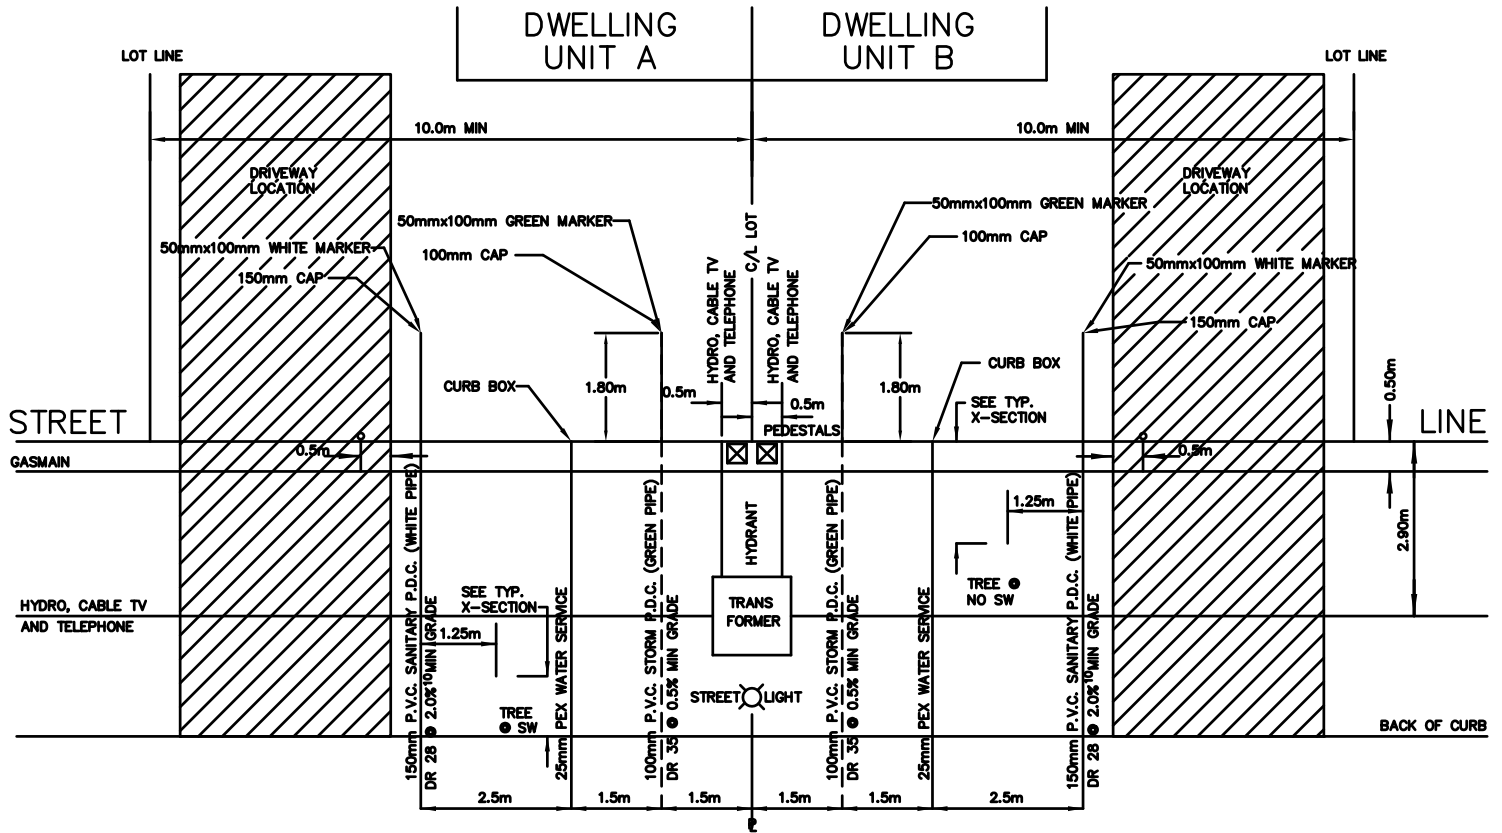 DWELLING
UNIT A
DWELLING
UNIT B
LOT LINE
LOT LINE
10.0m MIN
10.0m MIN
DRIVEWAY
LOCATION
DRIVEWAY
LOCATION
50mmx100mm GREEN MARKER
50mmx100mm GREEN MARKER
50mmx100mm WHITE MARKER
100mm CAP
C/L LOT
100mm CAP
150mm CAP
50mmx100mm WHITE MARKER
150mm CAP
HYDRO, CABLE TV
AND TELEPHONE
HYDRO, CABLE TV
AND TELEPHONE
CURB BOX
1.80m
0.5m
0.5m
1.80m
CURB BOX
0.50m
SEE TYP.
X-SECTION
STREET
LINE
PEDESTALS
0.5m
0.5m
GASMAIN
150mm P.V.C. SANITARY P.D.C. (WHITE PIPE)
DR 28 @ 2.0%10 MIN GRADE
25mm PEX WATER SERVICE
100mm P.V.C. STORM P.D.C. (GREEN PIPE)
DR 35 @ 0.5% MIN GRADE
HYDRANT
100mm P.V.C. STORM P.D.C. (GREEN PIPE)
DR 35 @ 0.5% MIN GRADE
25mm PEX WATER SERVICE
150mm P.V.C. SANITARY P.D.C. (WHITE PIPE)
DR 28 @ 2.0%10 MIN GRADE
1.25m
2.90m
TREE @
NO SW
HYDRO, CABLE TV
AND TELEPHONE
SEE TYP.
X-SECTION
TRANS
FORMER
1.25m
STREET LIGHT
TREE
@ SW
BACK OF CURB
2.5m
1.5m
1.5m
1.5m
1.5m
2.5m